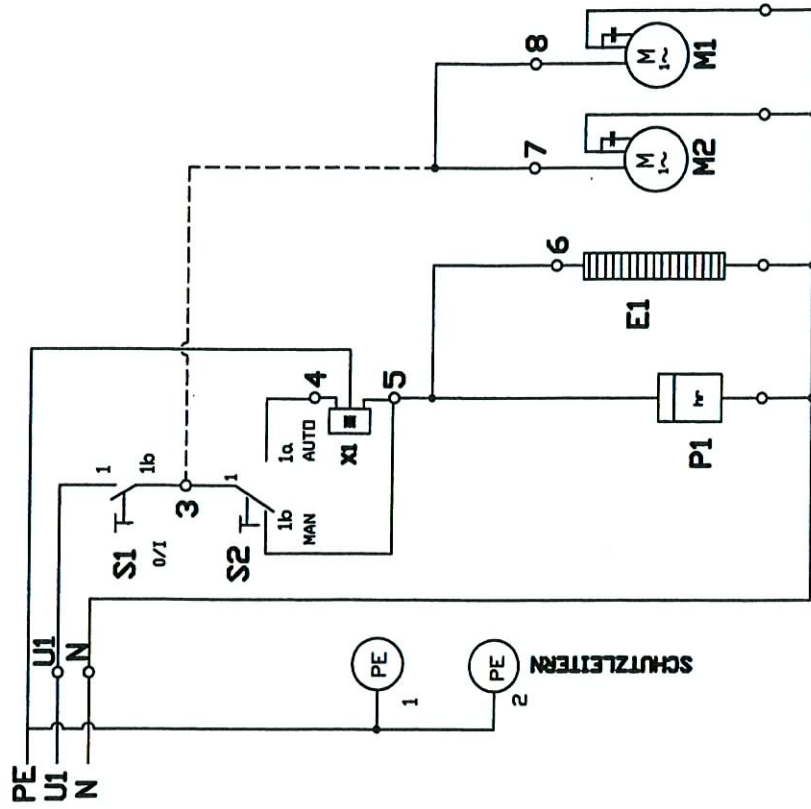 PE
U1
N
U1
N
S1
0/I
1
1b
3
S2
1
1b
MAN
1a
AUTO
4
X1
5
PE
1
PE
2
SCHUTZLEITERN
P1
hr
E1
6
7
8
M
1~
M2
M
1~
M1